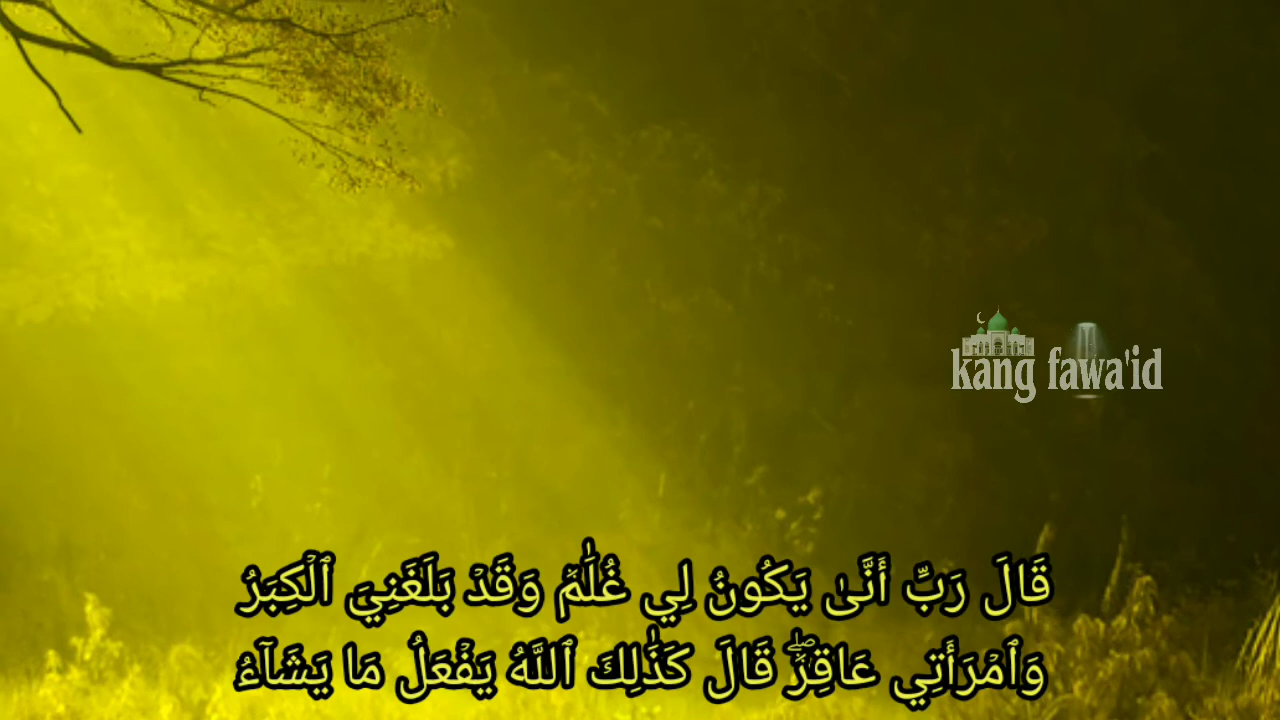 kang fawa'id
قَالَ رَبِّ أَنَّىٰ يَكُونُ لِي غُلَٰمٞ وَقَدۡ بَلَغَنِيَ ٱلۡكِبَرُ
وَٱمۡرَأَتِي عَاقِرٞۖ قَالَ كَذَٰلِكَ ٱللَّهُ يَفۡعَلُ مَا يَشَآءُ